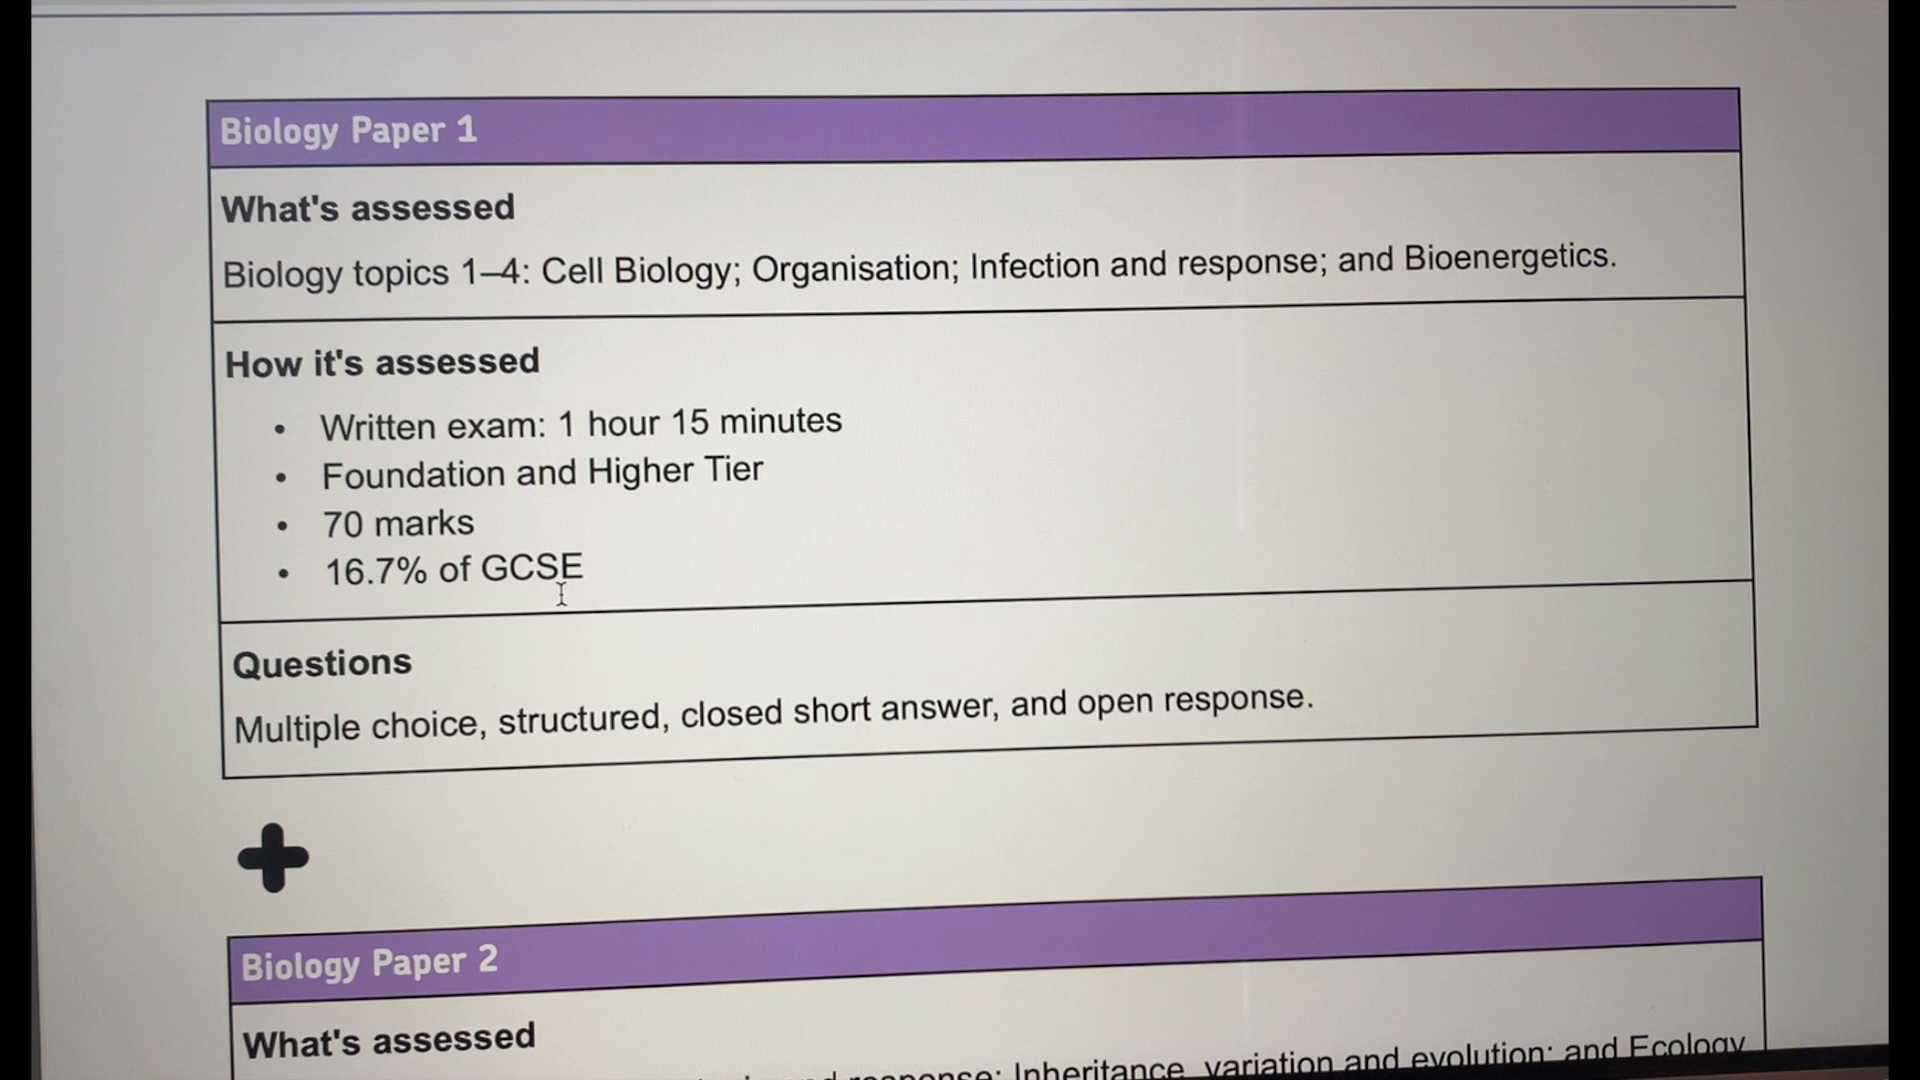 Biology Paper 1
What's assessed
Biology topics 1–4: Cell Biology; Organisation; Infection and response; and Bioenergetics.
How it's assessed
• Written exam: 1 hour 15 minutes
• Foundation and Higher Tier
• 70 marks
• 16.7% of GCSE
Questions
Multiple choice, structured, closed short answer, and open response.
Biology Paper 2
What's assessed
response; Inheritance, variation and evolution; and Ecology